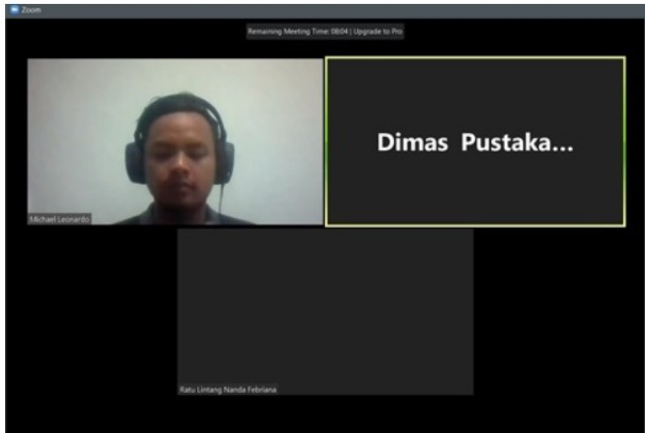 Zoom
Remaining Meeting Time: 08:04 | Upgrade to Pro
Dimas Pustaka...
Michael Leonardo
Ratu Lintang Nanda Febriana